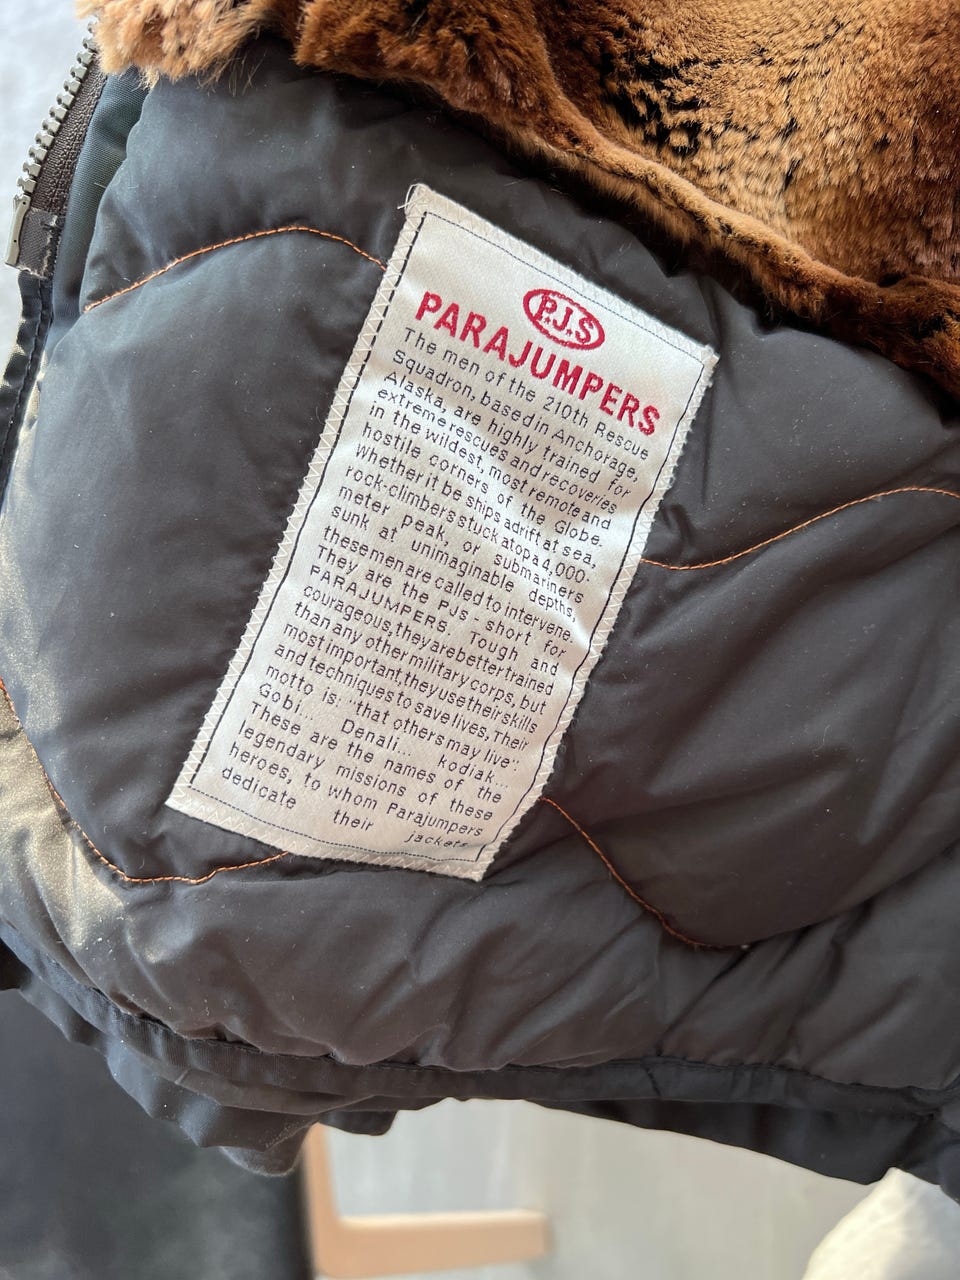 P.J.S
PARAJUMPERS
The men of the 210th Rescue
Squadron, based in Anchorage,
Alaska, are highly trained for
extreme rescues and recoveries
in the wildest, most remote and
hostile corners of the Globe.
Whether it be ships adrift at sea,
rock-climbers stuck atop a 4,000-
meter peak, or submariners
sunk at unimaginable depths,
these men are called to intervene.
They are the PJs - short for
PARAJUMPERS. Tough and
courageous, they are better trained
than any other military corps, but
most important, they use their skills
and techniques to save lives, Their
motto is: "that others may live".
Gobi... Denali... kodiak...
These are the names of the
legendary missions of these
heroes, to whom Parajumpers
dedicate their jackets